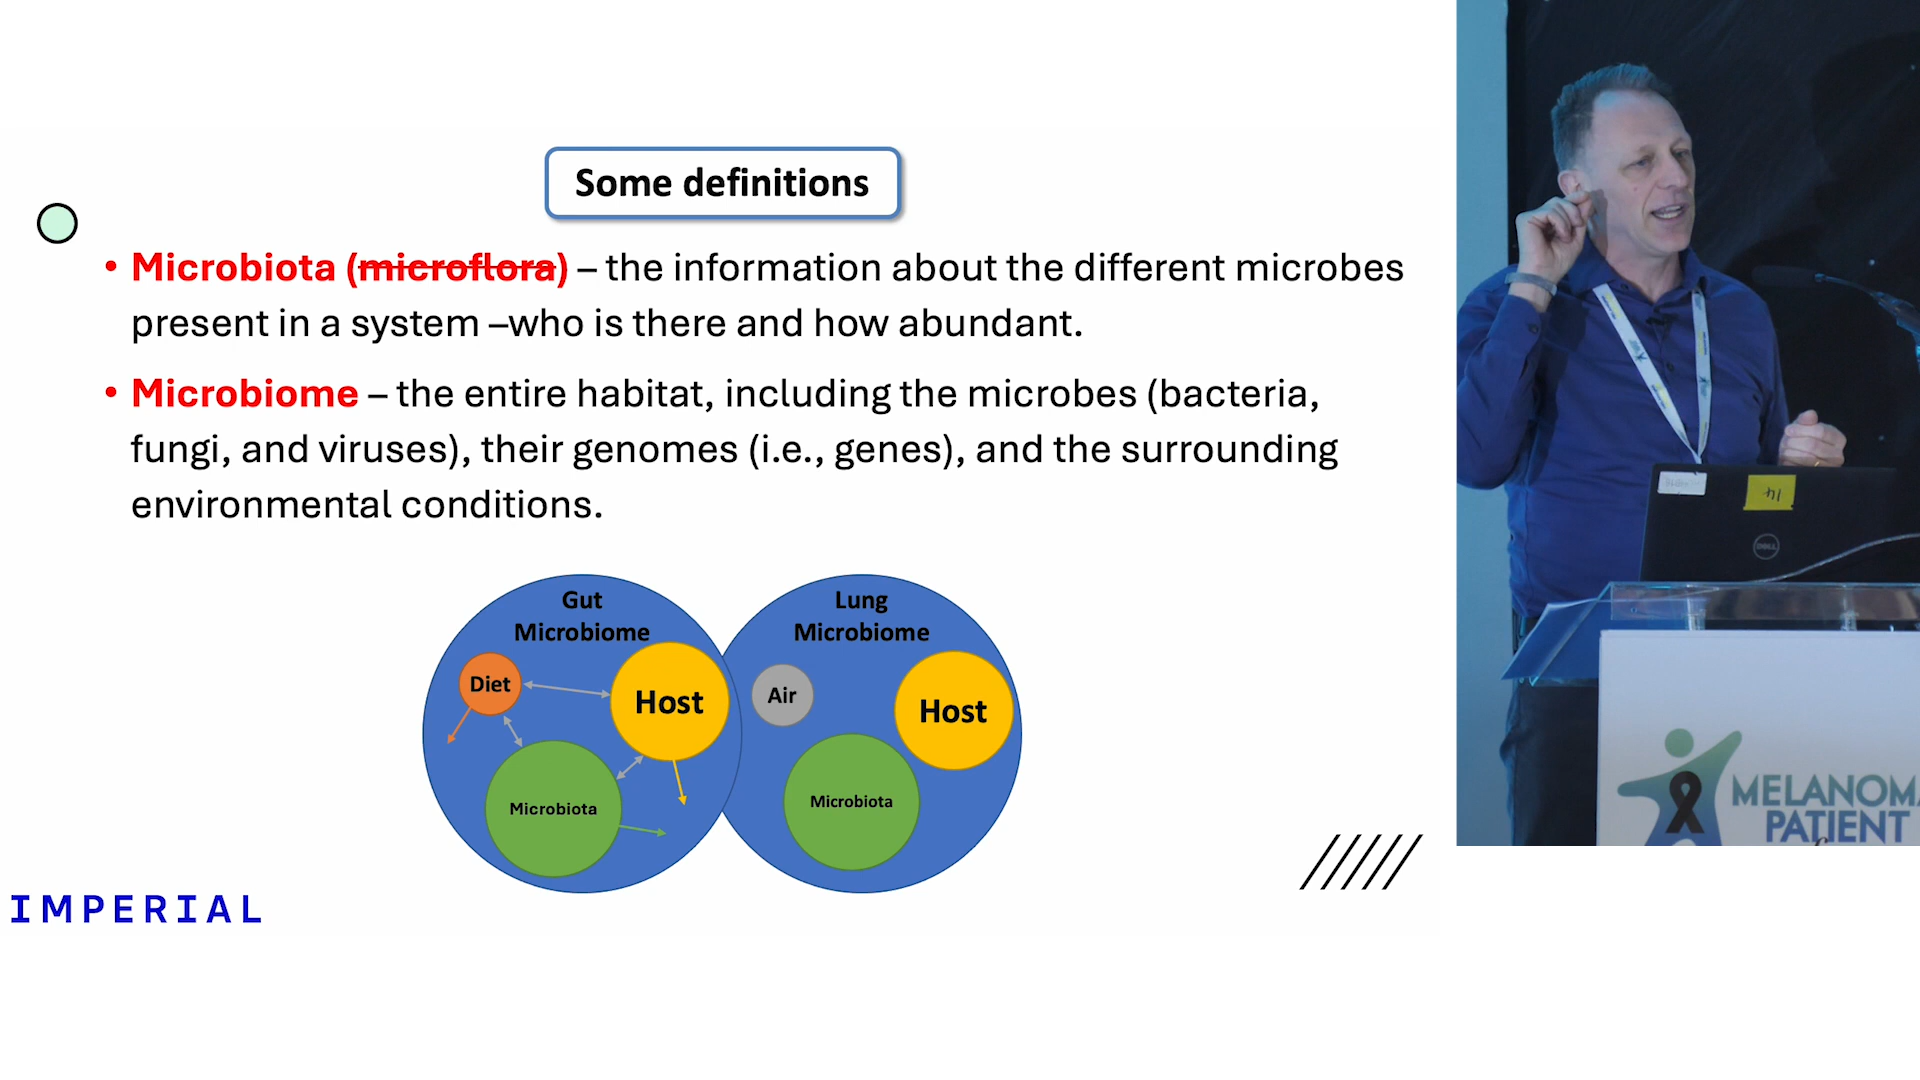 Some definitions
• Microbiota (microflora) – the information about the different microbes
present in a system –who is there and how abundant.
• Microbiome – the entire habitat, including the microbes (bacteria,
fungi, and viruses), their genomes (i.e., genes), and the surrounding
environmental conditions.
Gut
Microbiome
Diet
Host
Microbiota
Lung
Microbiome
Air
Host
Microbiota
IMPERIAL
DELL
MELANOMA
PATIENT